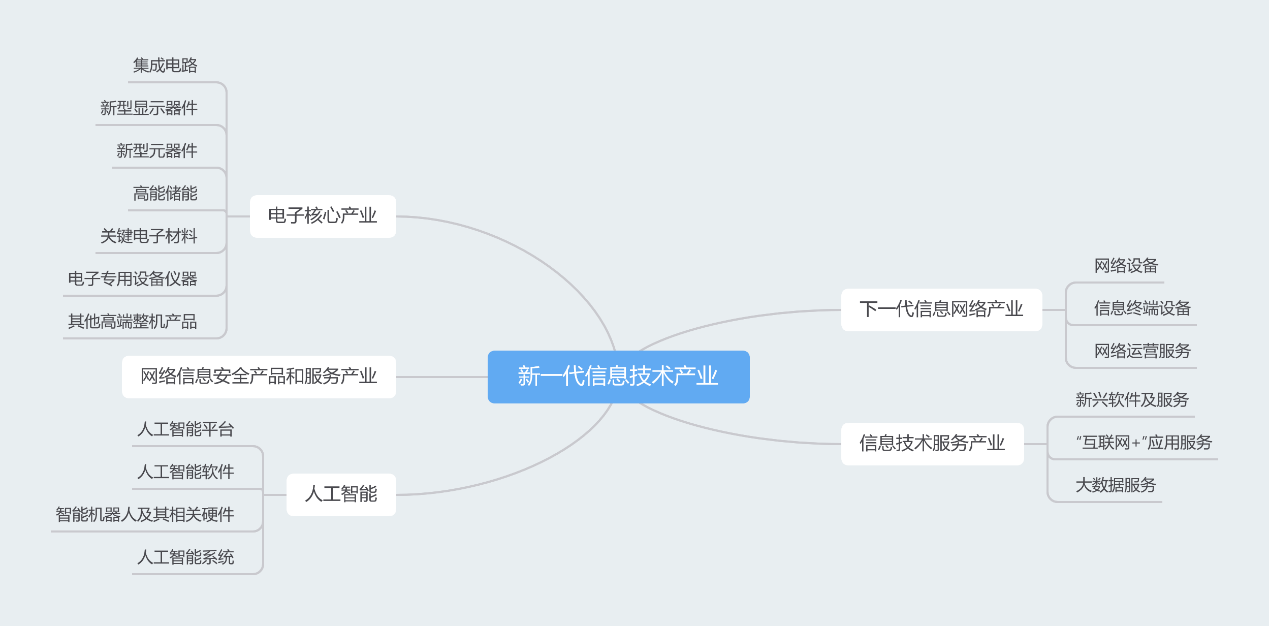 集成电路
新型显示器件
新型元器件
高能储能
关键电子材料
电子专用设备仪器
其他高端整机产品
电子核心产业
网络信息安全产品和服务产业
人工智能平台
人工智能软件
智能机器人及其相关硬件
人工智能系统
人工智能
新一代信息技术产业
下一代信息网络产业
网络设备
信息终端设备
网络运营服务
信息技术服务产业
新兴软件及服务
“互联网+”应用服务
大数据服务